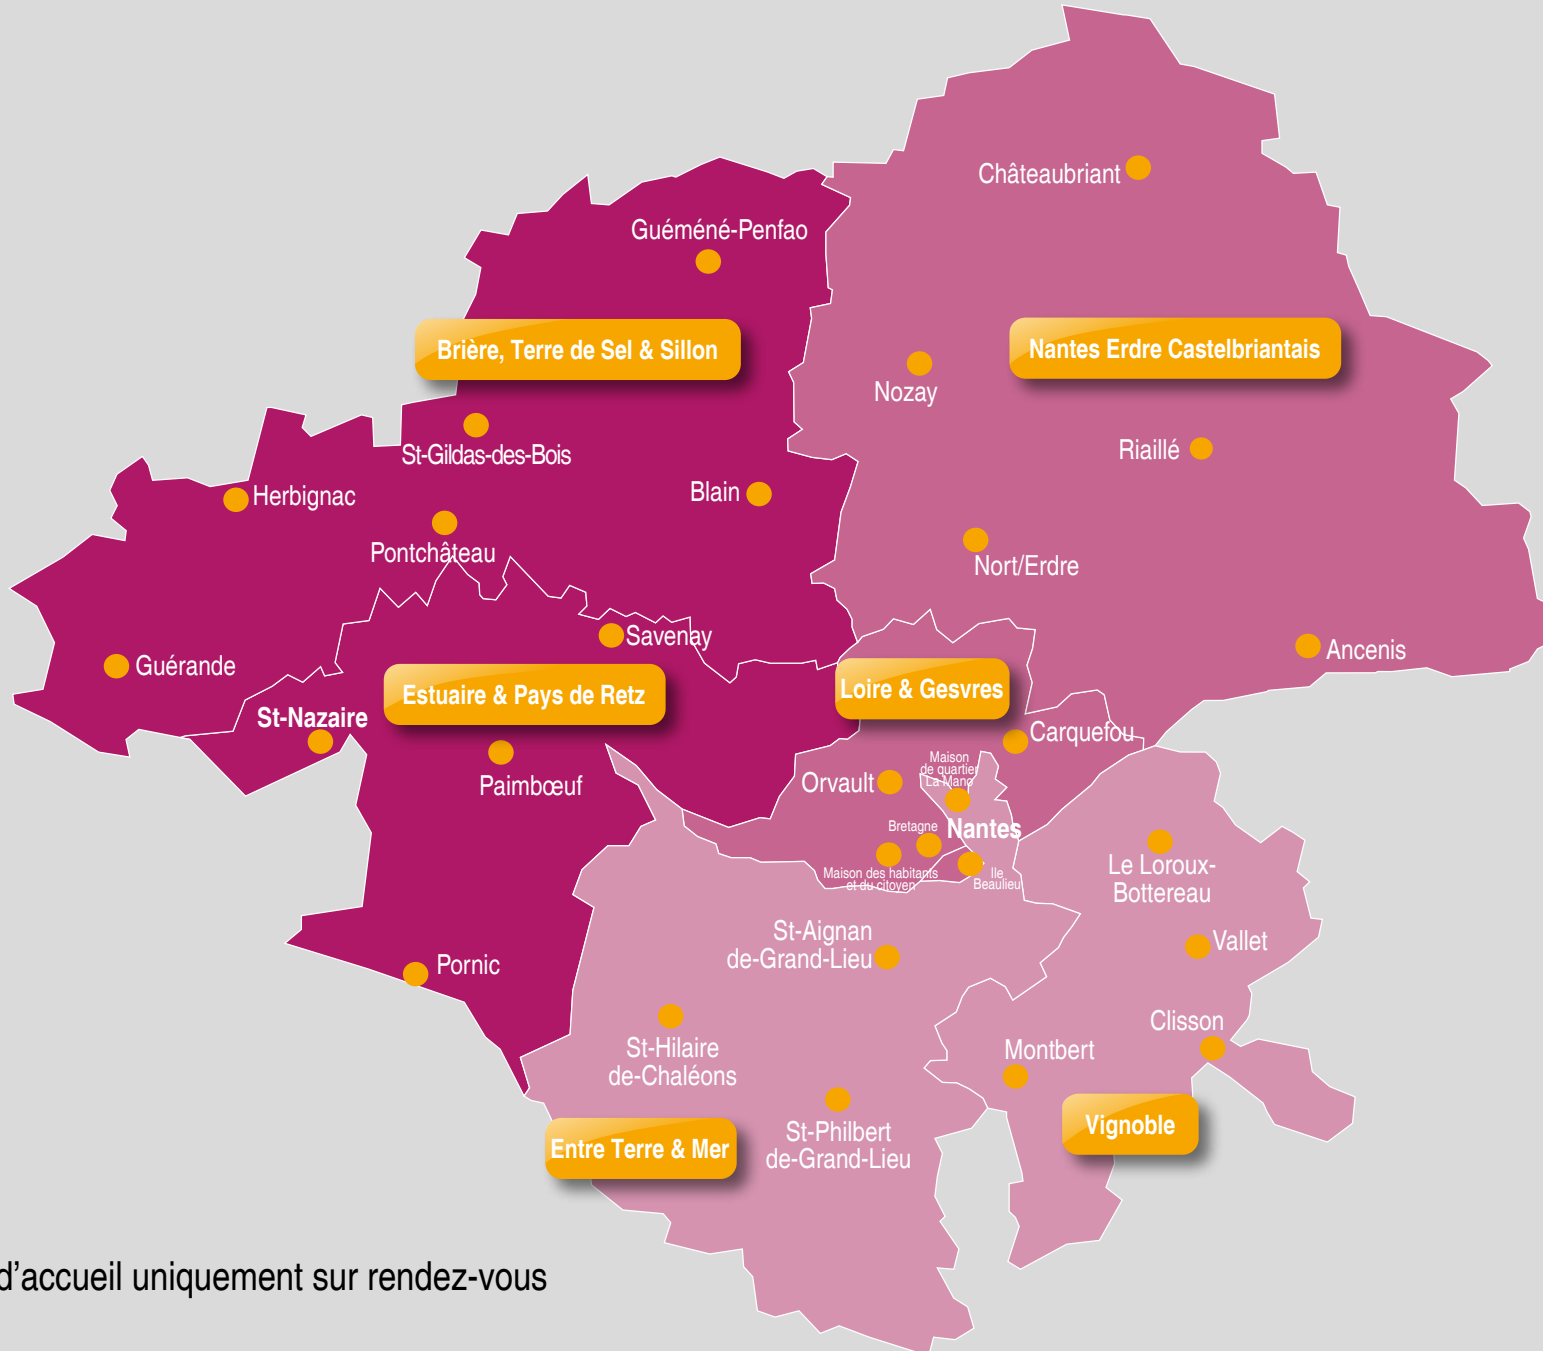 Châteaubriant
Guéméné-Penfao
Brière, Terre de Sel & Sillon
Nantes Erdre Castelbriantais
Nozay
St-Gildas-des-Bois
Riaillé
Herbignac
Blain
Pontchâteau
Nort/Erdre
Savenay
Ancenis
Guérande
Estuaire & Pays de Retz
Loire & Gesvres
St-Nazaire
Carquefou
Paimbœuf
Orvault
Maison
de quartier
La Mano
Bretagne
Nantes
Maison des habitants
et du citoyen
Ile
Beaulieu
Le Loroux-
Bottereau
St-Aignan
de-Grand-Lieu
Vallet
Pornic
Clisson
St-Hilaire
de-Chaléons
Montbert
St-Philbert
de-Grand-Lieu
Vignoble
Entre Terre & Mer
d’accueil uniquement sur rendez-vous